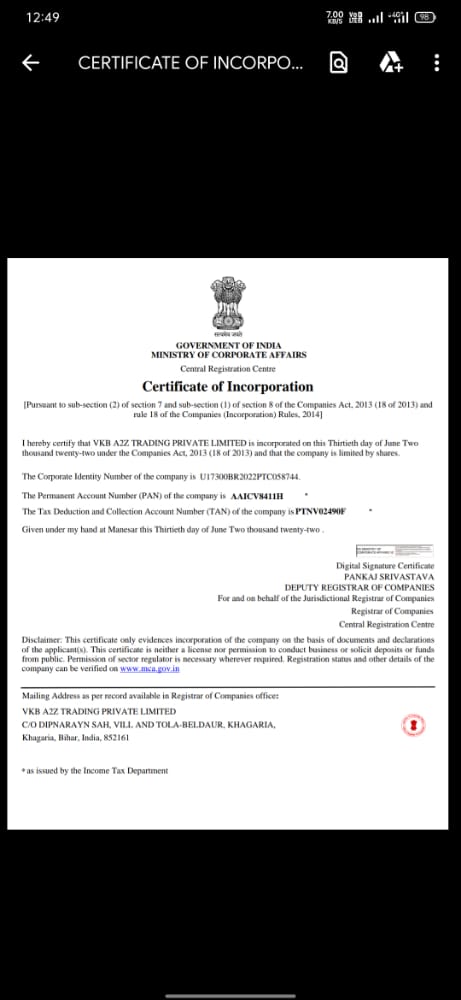 12:49
7.00 KB/S Vo LTE 4G 98
CERTIFICATE OF INCORPO...
सत्यमेव जयते
GOVERNMENT OF INDIA
MINISTRY OF CORPORATE AFFAIRS
Central Registration Centre
Certificate of Incorporation
[Pursuant to sub-section (2) of section 7 and sub-section (1) of section 8 of the Companies Act, 2013 (18 of 2013) and
rule 18 of the Companies (Incorporation) Rules, 2014]
I hereby certify that VKB A2Z TRADING PRIVATE LIMITED is incorporated on this Thirtieth day of June Two
thousand twenty-two under the Companies Act, 2013 (18 of 2013) and that the company is limited by shares.
The Corporate Identity Number of the company is U17300BR2022PTC058744.
The Permanent Account Number (PAN) of the company is AAICV8411H *
The Tax Deduction and Collection Account Number (TAN) of the company is PTNV02490F *
Given under my hand at Manesar this Thirtieth day of June Two thousand twenty-two .
Digital Signature Certificate
PANKAJ SRIVASTAVA
DEPUTY REGISTRAR OF COMPANIES
For and on behalf of the Jurisdictional Registrar of Companies
Registrar of Companies
Central Registration Centre
Disclaimer: This certificate only evidences incorporation of the company on the basis of documents and declarations
of the applicant(s). This certificate is neither a license nor permission to conduct business or solicit deposits or funds
from public. Permission of sector regulator is necessary wherever required. Registration status and other details of the
company can be verified on www.mca.gov.in
Mailing Address as per record available in Registrar of Companies office:
VKB A2Z TRADING PRIVATE LIMITED
C/O DIPNARAYN SAH, VILL AND TOLA-BELDAUR, KHAGARIA,
Khagaria, Bihar, India, 852161
* as issued by the Income Tax Department